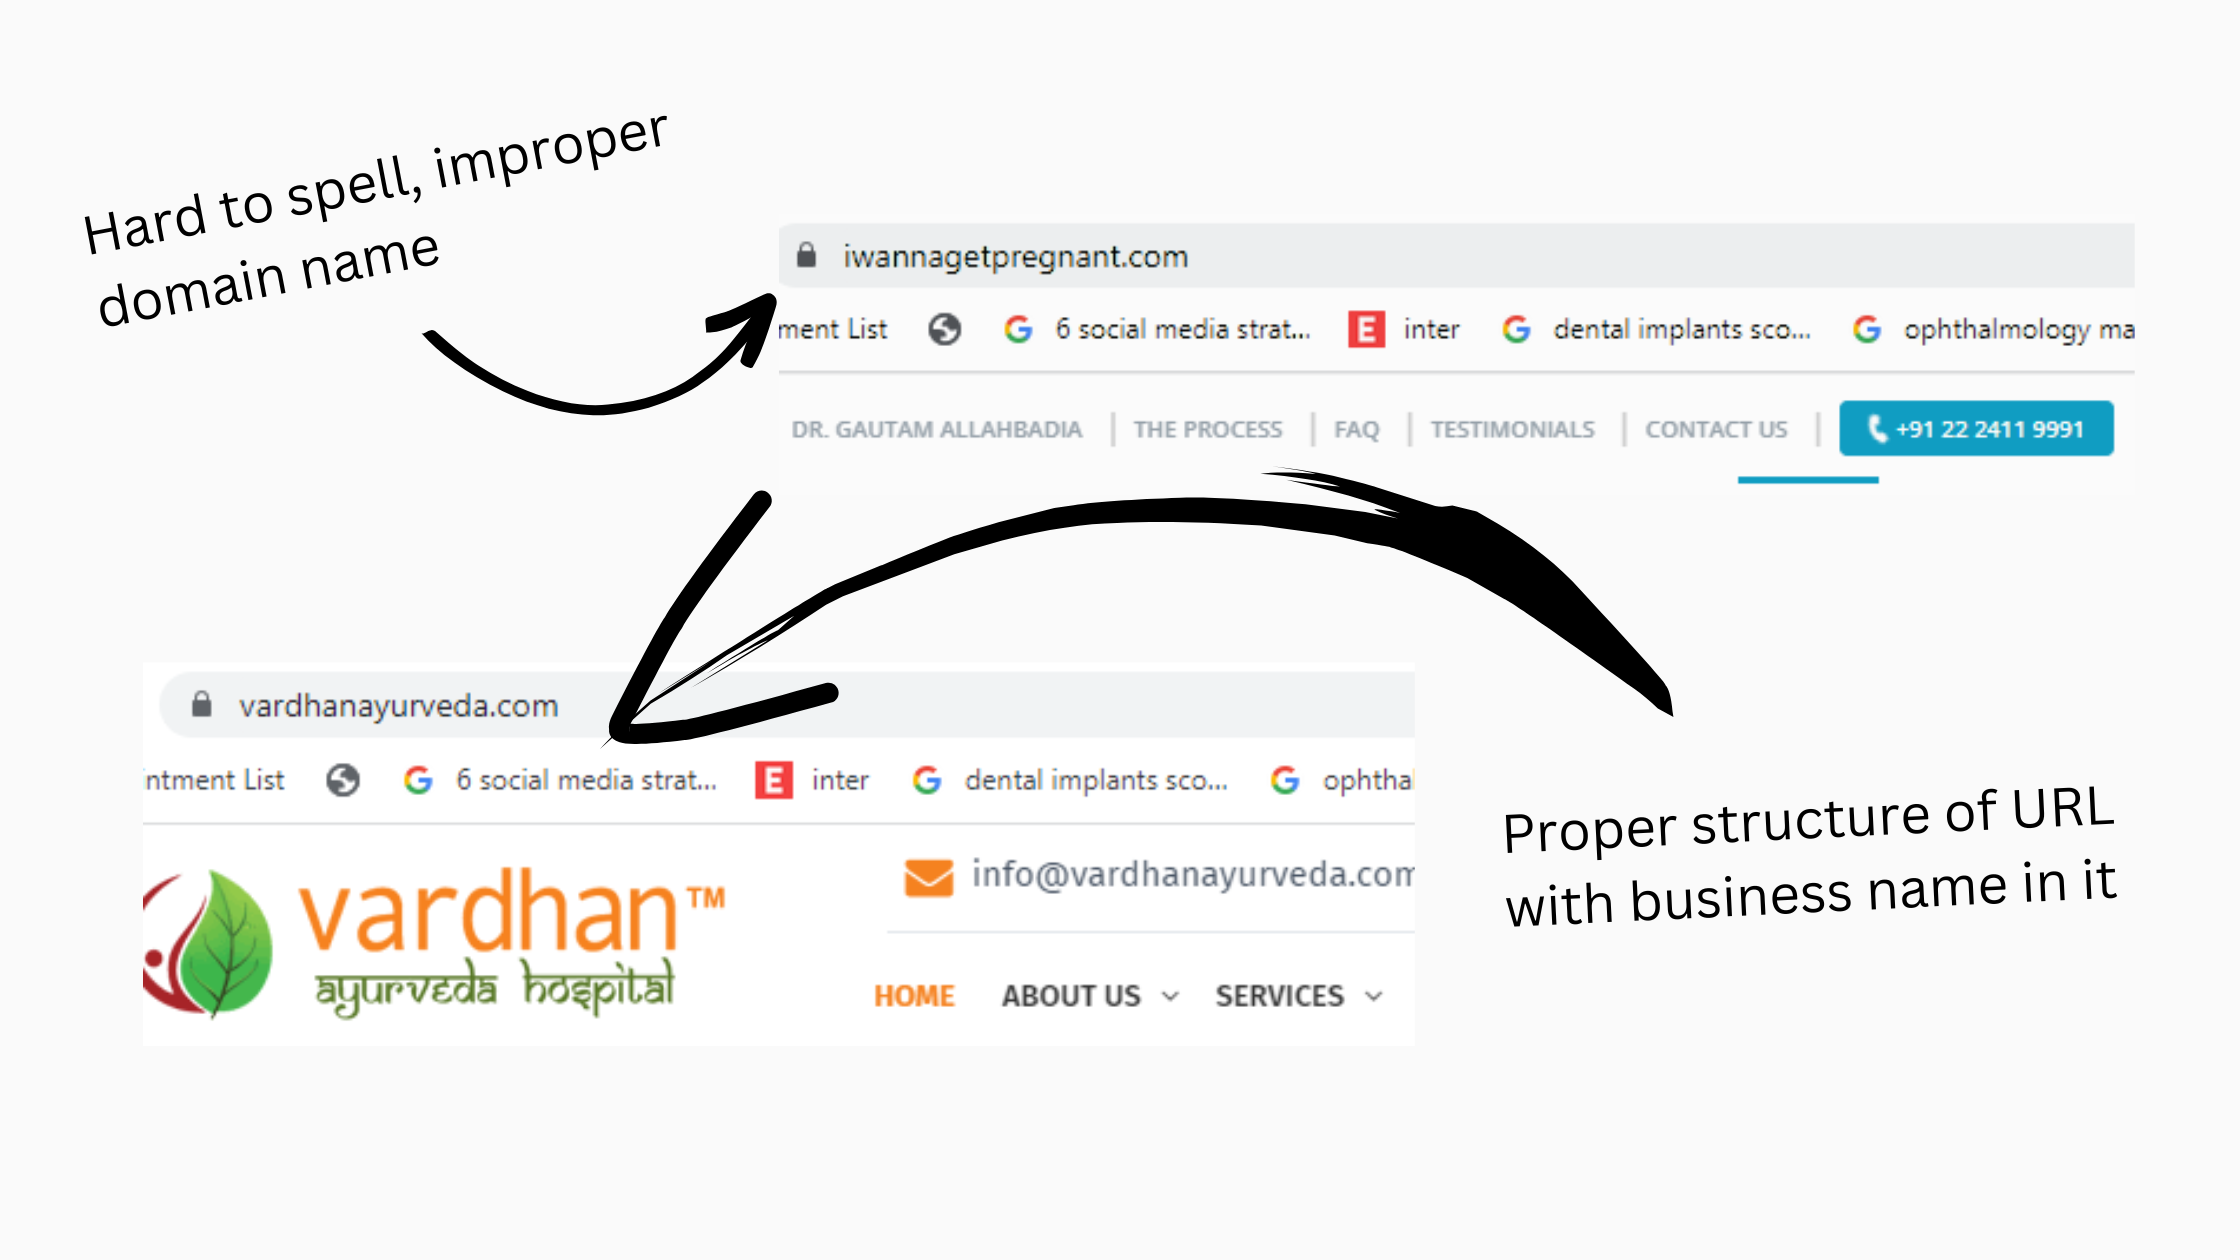 Hard to spell, improper
domain name
iwannagetpregnant.com
ment List 6 social media strat... E inter dental implants sco... ophthalmology ma
DR. GAUTAM ALLAHBADIA THE PROCESS FAQ TESTIMONIALS CONTACT US +91 22 2411 9991
vardhanayurveda.com
intment List 6 social media strat... E inter dental implants sco... ophthal
vardhan™
ayurveda hospital
info@vardhanayurveda.com
HOME ABOUT US SERVICES
Proper structure of URL
with business name in it